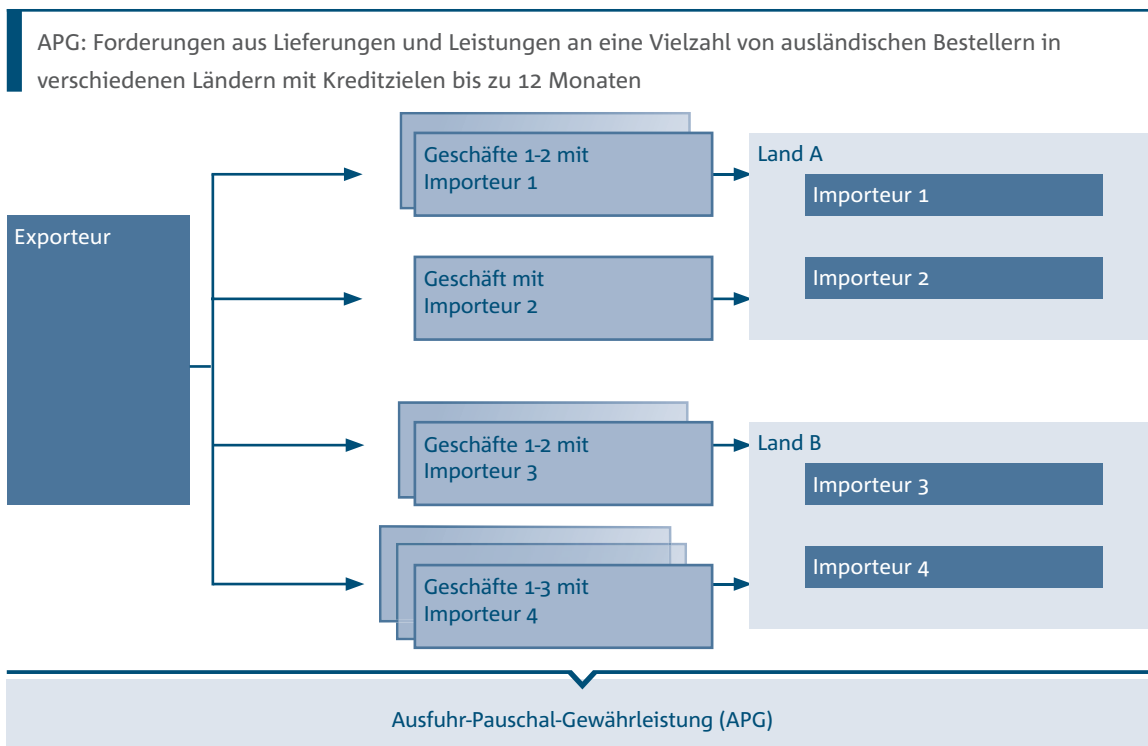 APG: Forderungen aus Lieferungen und Leistungen an eine Vielzahl von ausländischen Bestellern in
verschiedenen Ländern mit Kreditzielen bis zu 12 Monaten
Exporteur
Geschäfte 1-2 mit
Importeur 1
Geschäft mit
Importeur 2
Geschäfte 1-2 mit
Importeur 3
Geschäfte 1-3 mit
Importeur 4
Land A
Importeur 1
Importeur 2
Land B
Importeur 3
Importeur 4
Ausfuhr-Pauschal-Gewährleistung (APG)